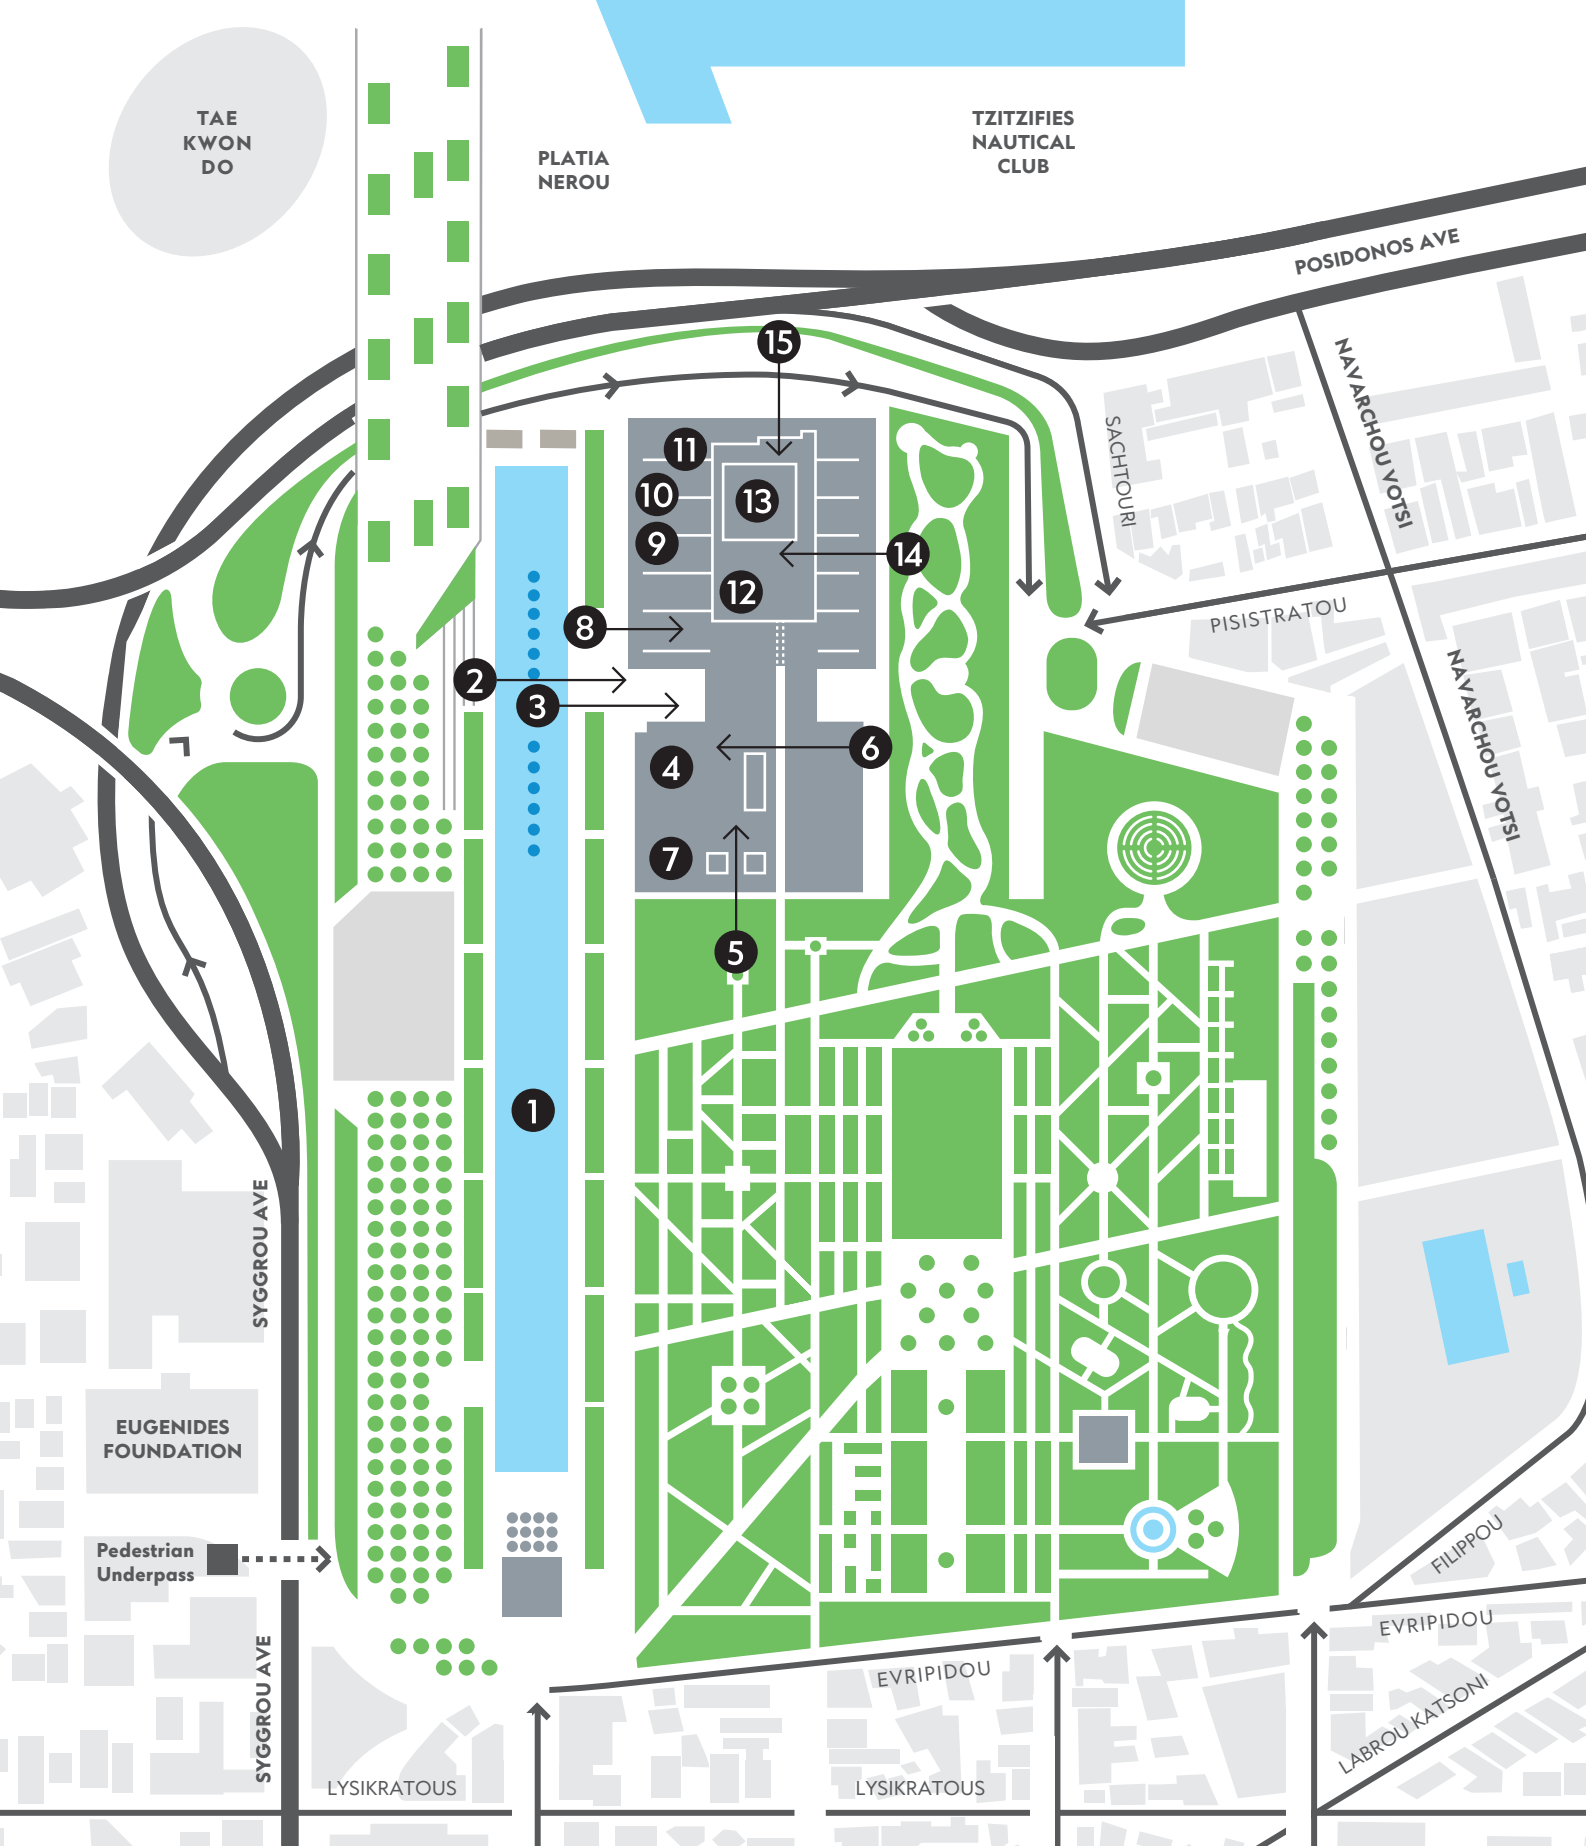 TAE
KWON
DO
PLATIA
NEROU
TZITZIFIES
NAUTICAL
CLUB
POSIDONOS AVE
15
NAVARCHOU VOTSI
SACHTOURI
11
10
13
9
14
12
8
PISISTRATOU
2
3
NAVARCHOU VOTSI
6
4
7
5
1
SYGGROU AVE
EUGENIDES
FOUNDATION
Pedestrian
Underpass
FILIPPOU
EVRIPIDOU
EVRIPIDOU
SYGGROU AVE
LABROU KATSONI
LYSIKRATOUS
LYSIKRATOUS